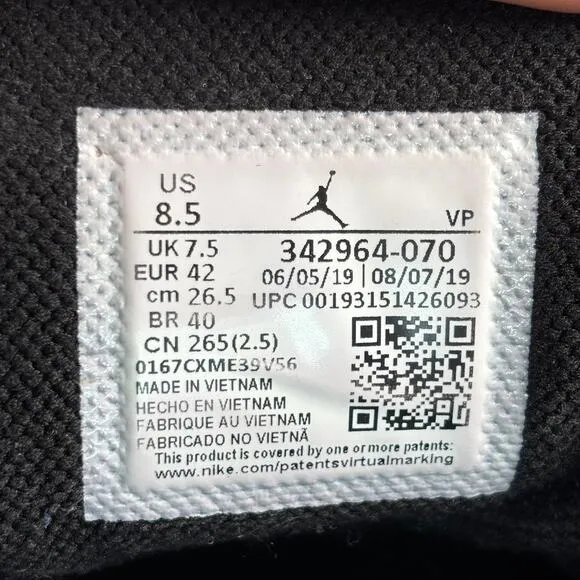 US
8.5
VP
UK 7.5
342964-070
EUR 42
06/05/19 | 08/07/19
cm 26.5
UPC 00193151426093
BR 40
CN 265(2.5)
0167CXME39V56
MADE IN VIETNAM
HECHO EN VIETNAM
FABRIQUE AU VIETNAM
FABRICADO NO VIETNÃ
This product is covered by one or more patents:
www.nike.com/patentsvirtualmarking